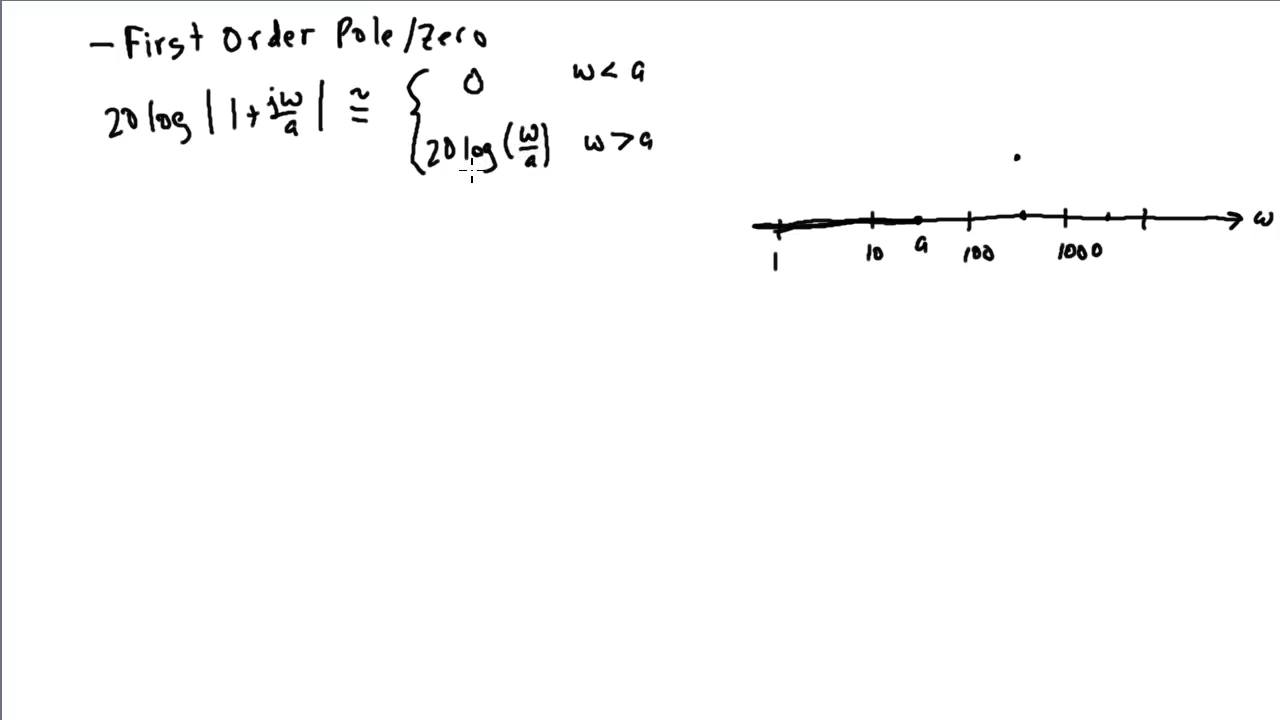 – First Order Pole/Zero
20 log | 1 + jω/a | ≅ { 0 ω < a
20 log (ω/a) ω > a
ω
1 10 a 100 1000